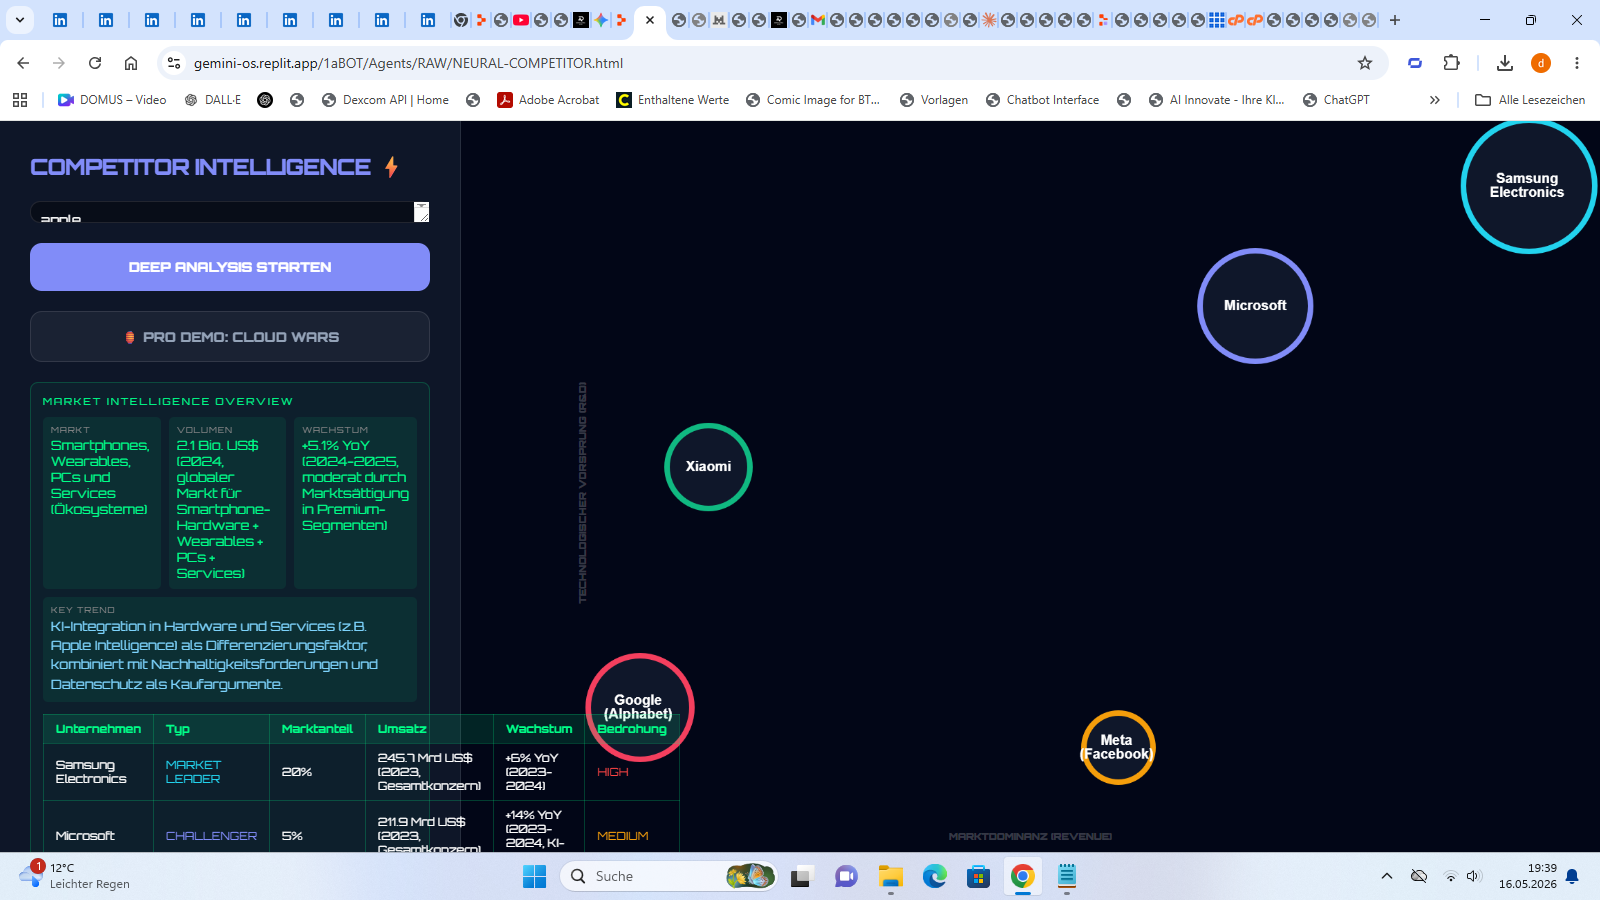 gemini-os.replit.app/1aBOT/Agents/RAW/NEURAL-COMPETITOR.html
d
DOMUS – Video
DALL·E
Dexcom API | Home
Adobe Acrobat
Enthaltene Werte
Comic Image for BT...
Vorlagen
Chatbot Interface
AI Innovate - Ihre KI...
ChatGPT
Alle Lesezeichen
COMPETITOR INTELLIGENCE
apple
DEEP ANALYSIS STARTEN
PRO DEMO: CLOUD WARS
MARKET INTELLIGENCE OVERVIEW
MARKT
Smartphones,
Wearables,
PCs und
Services
(Ökosysteme)
VOLUMEN
2.1 Bio. US$
(2024,
globaler
Markt für
Smartphone-
Hardware +
Wearables +
PCs +
Services)
WACHSTUM
+5.1% YoY
(2024-2025,
moderat durch
Marktsättigung
in Premium-
Segmenten)
KEY TREND
KI-Integration in Hardware und Services (z.B.
Apple Intelligence) als Differenzierungsfaktor,
kombiniert mit Nachhaltigkeitsforderungen und
Datenschutz als Kaufargumente.
Unternehmen Typ Marktanteil Umsatz Wachstum Bedrohung
Samsung
Electronics
MARKET
LEADER
20%
245.7 Mrd US$
(2023,
Gesamtkonzern)
+6% YoY
(2023-
2024)
HIGH
Microsoft
CHALLENGER
5%
211.9 Mrd US$
(2023,
Gesamtkonzern)
+14% YoY
(2023-
2024, KI-
MEDIUM
Samsung
Electronics
Microsoft
Xiaomi
Google
(Alphabet)
Meta
(Facebook)
TECHNOLOGISCHER VORSPRUNG (R&D)
MARKTDOMINANZ (REVENUE)
1
12°C
Leichter Regen
Suche
19:39
16.05.2026